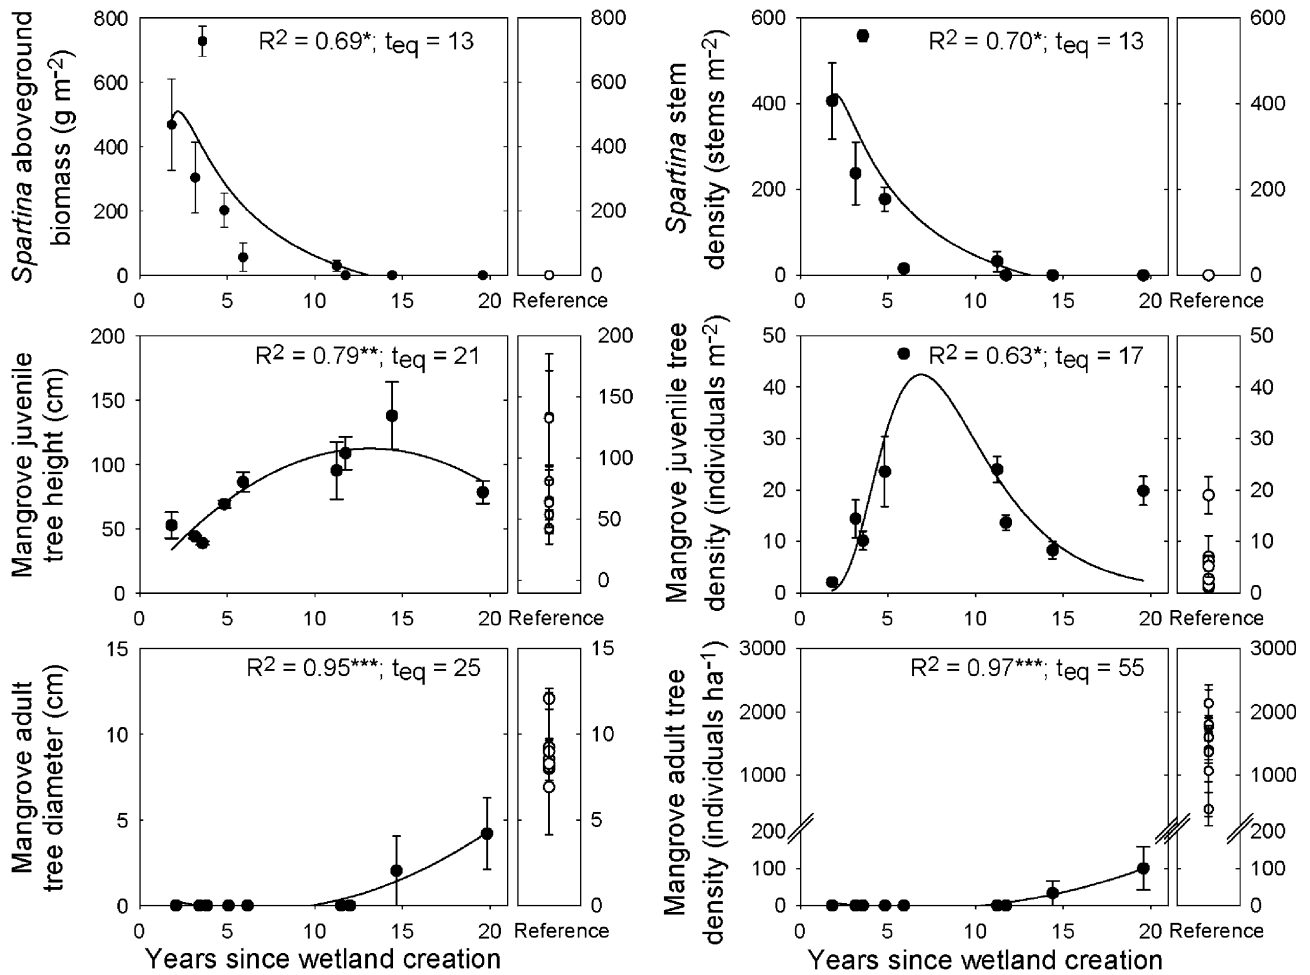 Spartina aboveground
biomass (g m-2)
R2 = 0.69*; teq = 13
800
600
400
200
0
0 5 10 15 20 Reference
800
600
400
200
0
Spartina stem
density (stems m-2)
R2 = 0.70*; teq = 13
600
400
200
0
0 5 10 15 20 Reference
600
400
200
0
Mangrove juvenile
tree height (cm)
R2 = 0.79**; teq = 21
200
150
100
50
0
0 5 10 15 20 Reference
200
150
100
50
0
Mangrove juvenile tree
density (individuals m-2)
R2 = 0.63*; teq = 17
50
40
30
20
10
0
0 5 10 15 20 Reference
50
40
30
20
10
0
Mangrove adult
tree diameter (cm)
R2 = 0.95***; teq = 25
15
10
5
0
0 5 10 15 20 Reference
15
10
5
0
Years since wetland creation
Mangrove adult tree
density (individuals ha-1)
R2 = 0.97***; teq = 55
3000
2000
1000
200
100
0
0 5 10 15 20 Reference
3000
2000
1000
200
100
0
Years since wetland creation